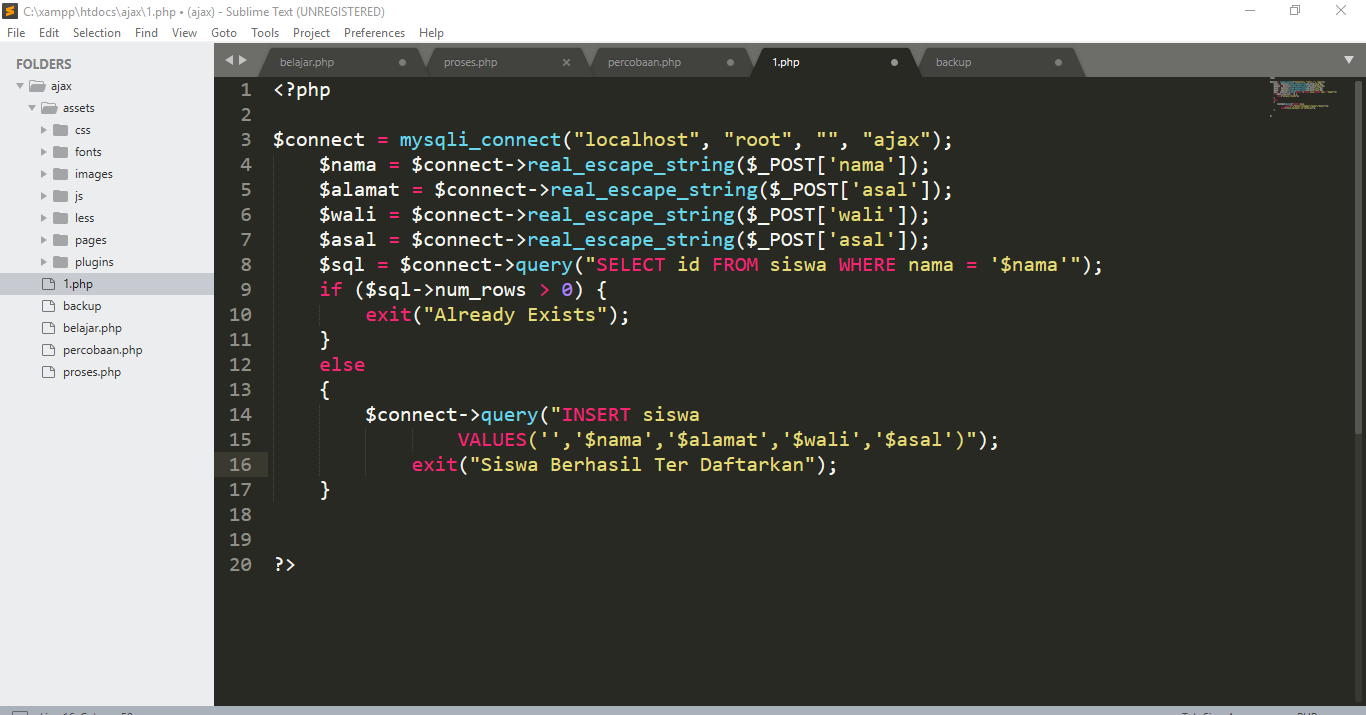 C:\xampp\htdocs\ajax\1.php • (ajax) - Sublime Text (UNREGISTERED)
File Edit Selection Find View Goto Tools Project Preferences Help
FOLDERS
ajax
assets
css
fonts
images
js
less
pages
plugins
1.php
backup
belajar.php
percobaan.php
proses.php
belajar.php proses.php percobaan.php 1.php backup
1 <?php
2
3 $connect = mysqli_connect("localhost", "root", "", "ajax");
4 $nama = $connect->real_escape_string($_POST['nama']);
5 $alamat = $connect->real_escape_string($_POST['asal']);
6 $wali = $connect->real_escape_string($_POST['wali']);
7 $asal = $connect->real_escape_string($_POST['asal']);
8 $sql = $connect->query("SELECT id FROM siswa WHERE nama = '$nama'");
9 if ($sql->num_rows > 0) {
10 exit("Already Exists");
11 }
12 else
13 {
14 $connect->query("INSERT siswa
15 VALUES('','$nama','$alamat','$wali','$asal')");
16 exit("Siswa Berhasil Ter Daftarkan");
17 }
18
19
20 ?>